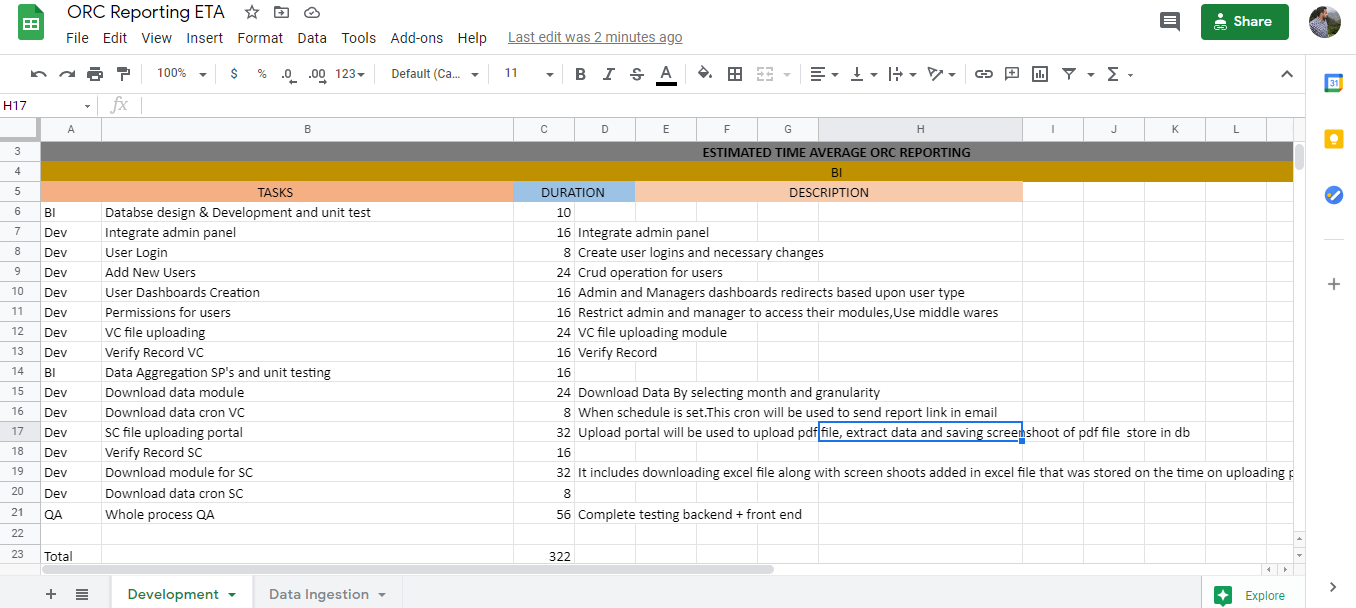 ORC Reporting ETA
File Edit View Insert Format Data Tools Add-ons Help Last edit was 2 minutes ago
Share
100% $ % .0 .00 123 Default (Ca... 11 B I S A Σ
31
H17 fx
A B C D E F G H I J K L
3 ESTIMATED TIME AVERAGE ORC REPORTING
4 BI
5 TASKS DURATION DESCRIPTION
6 BI Databse design & Development and unit test 10
7 Dev Integrate admin panel 16 Integrate admin panel
8 Dev User Login 8 Create user logins and necessary changes
9 Dev Add New Users 24 Crud operation for users
10 Dev User Dashboards Creation 16 Admin and Managers dashboards redirects based upon user type
11 Dev Permissions for users 16 Restrict admin and manager to access their modules,Use middle wares
12 Dev VC file uploading 24 VC file uploading module
13 Dev Verify Record VC 16 Verify Record
14 BI Data Aggregation SP's and unit testing 16
15 Dev Download data module 24 Download Data By selecting month and granularity
16 Dev Download data cron VC 8 When schedule is set.This cron will be used to send report link in email
17 Dev SC file uploading portal 32 Upload portal will be used to upload pdf file, extract data and saving screenshoot of pdf file store in db
18 Dev Verify Record SC 16
19 Dev Download module for SC 32 It includes downloading excel file along with screen shoots added in excel file that was stored on the time on uploading
20 Dev Download data cron SC 8
21 QA Whole process QA 56 Complete testing backend + front end
22
23 Total 322
Development Data Ingestion Explore